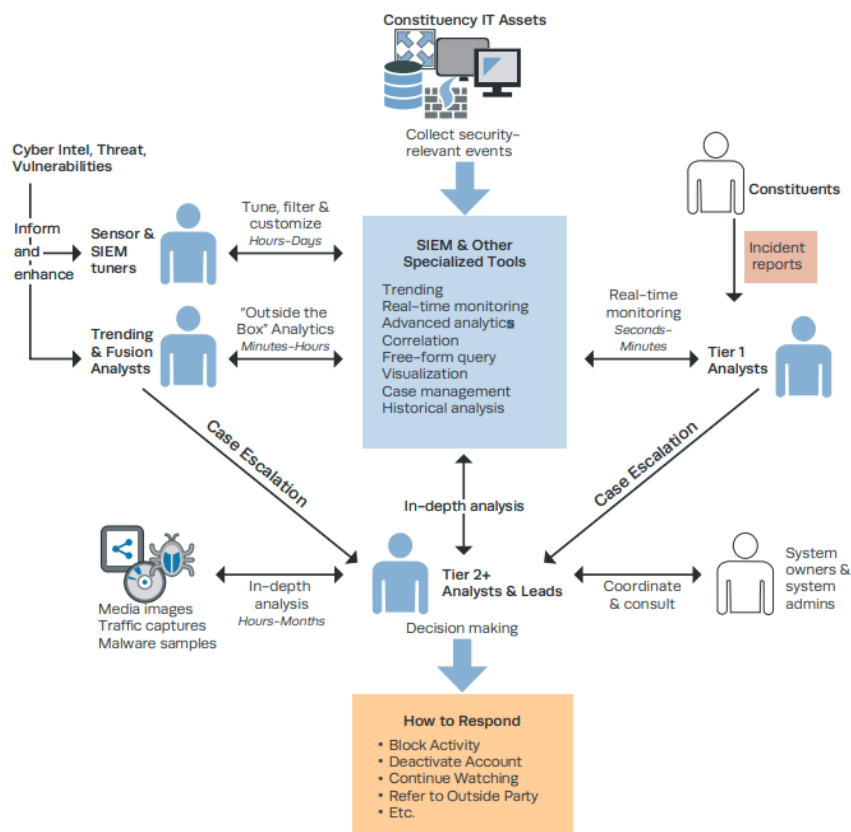 Constituency IT Assets
Collect security-
relevant events
Cyber Intel, Threat,
Vulnerabilities
Inform
and
enhance
Sensor &
SIEM
tuners
Tune, filter &
customize
Hours-Days
Trending
& Fusion
Analysts
"Outside the
Box" Analytics
Minutes-Hours
SIEM & Other
Specialized Tools
Trending
Real-time monitoring
Advanced analytics
Correlation
Free-form query
Visualization
Case management
Historical analysis
Constituents
Incident
reports
Real-time
monitoring
Seconds-
Minutes
Tier 1
Analysts
Case Escalation
Case Escalation
In-depth analysis
Media images
Traffic captures
Malware samples
In-depth
analysis
Hours-Months
Tier 2+
Analysts & Leads
Coordinate
& consult
System
owners &
system
admins
Decision making
How to Respond
• Block Activity
• Deactivate Account
• Continue Watching
• Refer to Outside Party
• Etc.